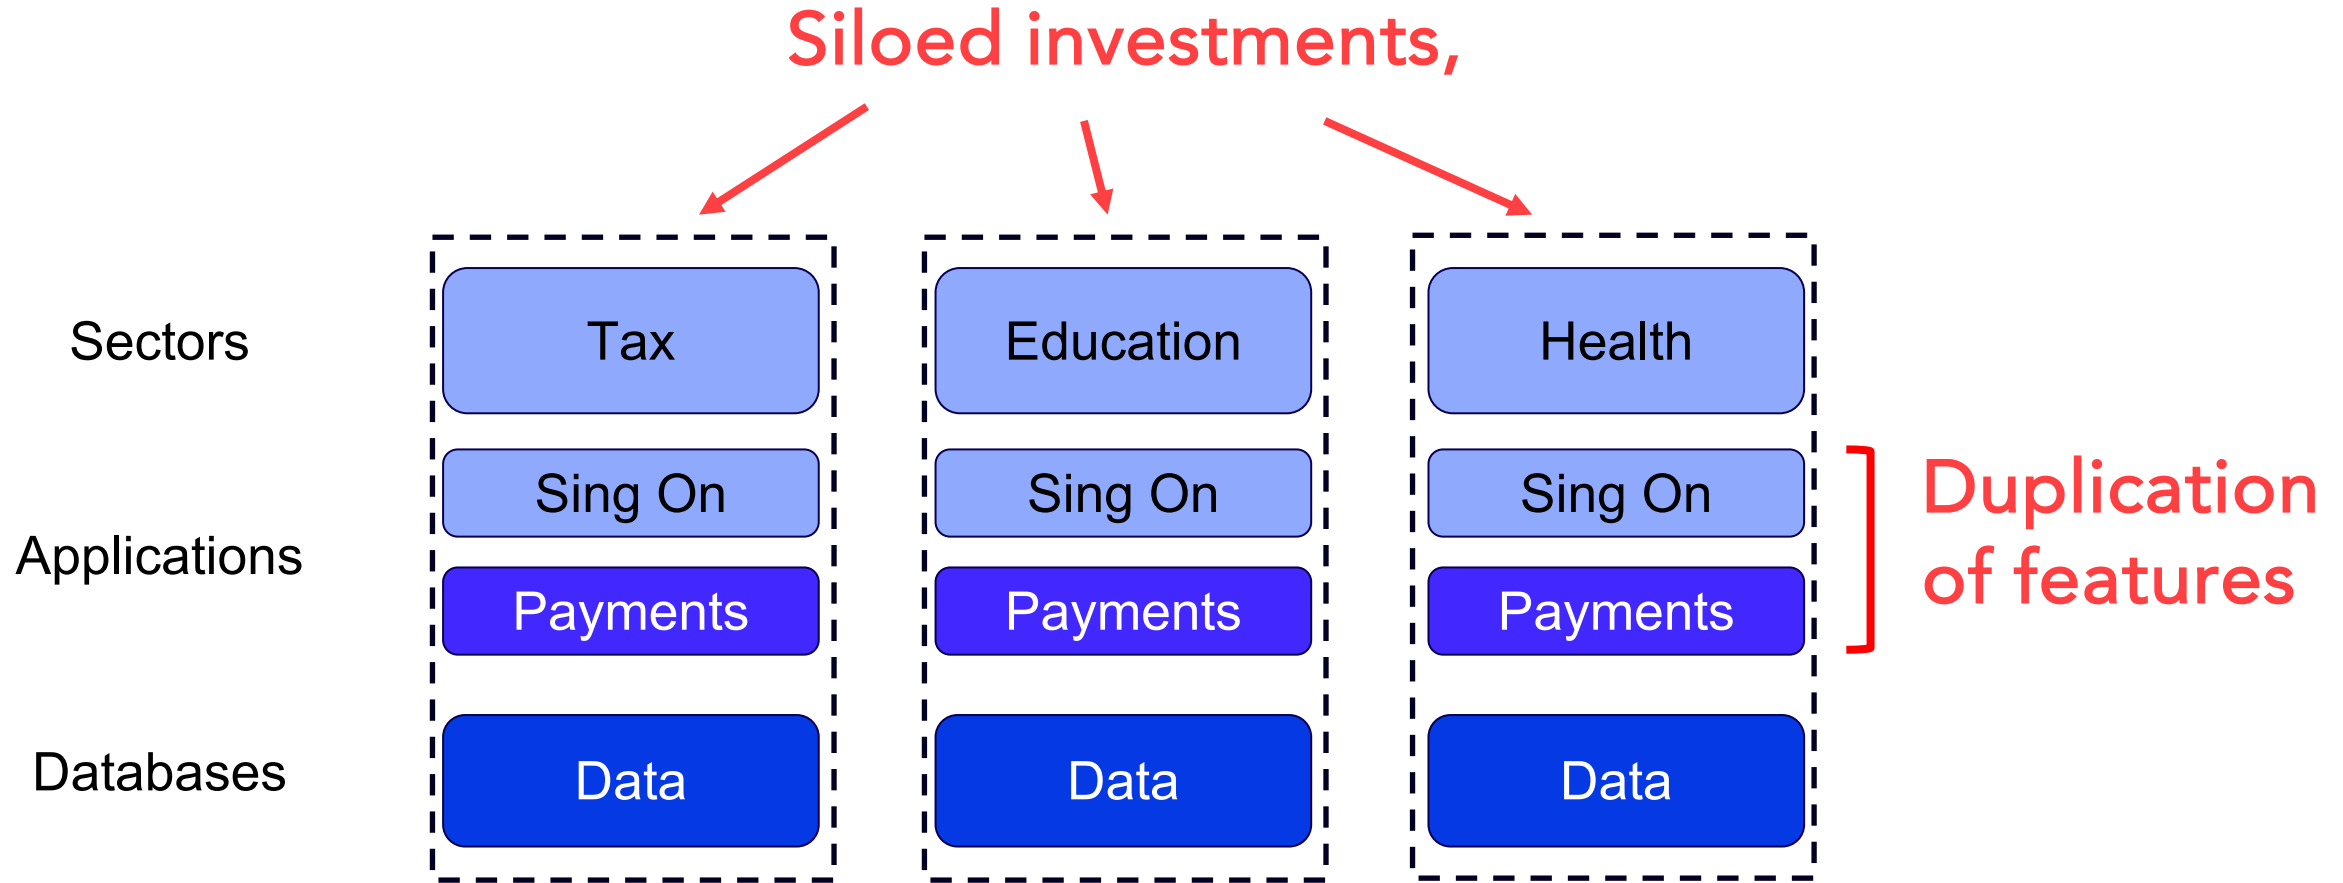 Siloed investments,
Sectors
Tax
Education
Health
Applications
Sing On
Sing On
Sing On
Payments
Payments
Payments
Duplication
of features
Databases
Data
Data
Data